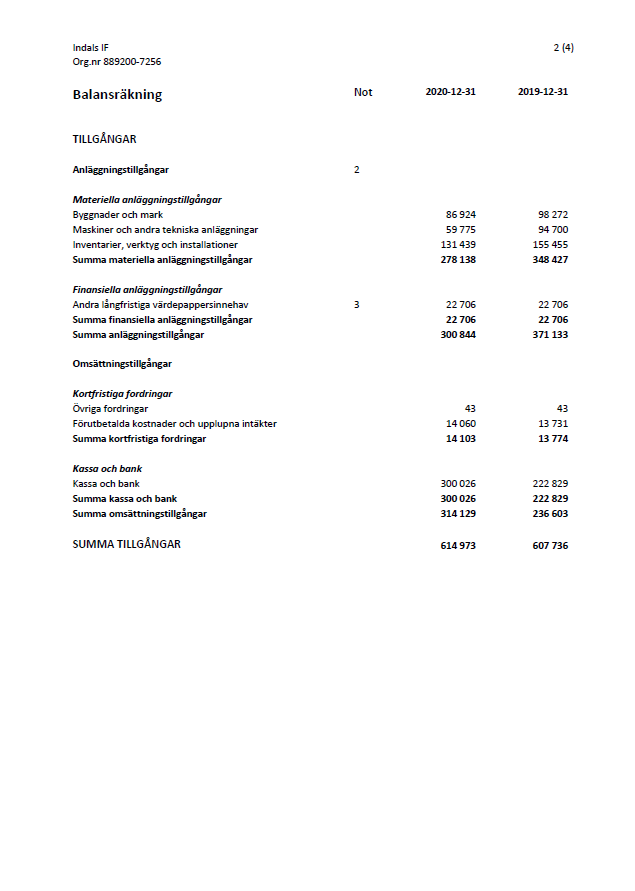 Indals IF 2 (4)
Org.nr 889200-7256
Balansräkning Not 2020-12-31 2019-12-31
TILLGÅNGAR
Anläggningstillgångar 2
Materiella anläggningstillgångar
Byggnader och mark 86 924 98 272
Maskiner och andra tekniska anläggningar 59 775 94 700
Inventarier, verktyg och installationer 131 439 155 455
Summa materiella anläggningstillgångar 278 138 348 427
Finansiella anläggningstillgångar
Andra långfristiga värdepappersinnehav 3 22 706 22 706
Summa finansiella anläggningstillgångar 22 706 22 706
Summa anläggningstillgångar 300 844 371 133
Omsättningstillgångar
Kortfristiga fordringar
Övriga fordringar 43 43
Förutbetalda kostnader och upplupna intäkter 14 060 13 731
Summa kortfristiga fordringar 14 103 13 774
Kassa och bank
Kassa och bank 300 026 222 829
Summa kassa och bank 300 026 222 829
Summa omsättningstillgångar 314 129 236 603
SUMMA TILLGÅNGAR 614 973 607 736